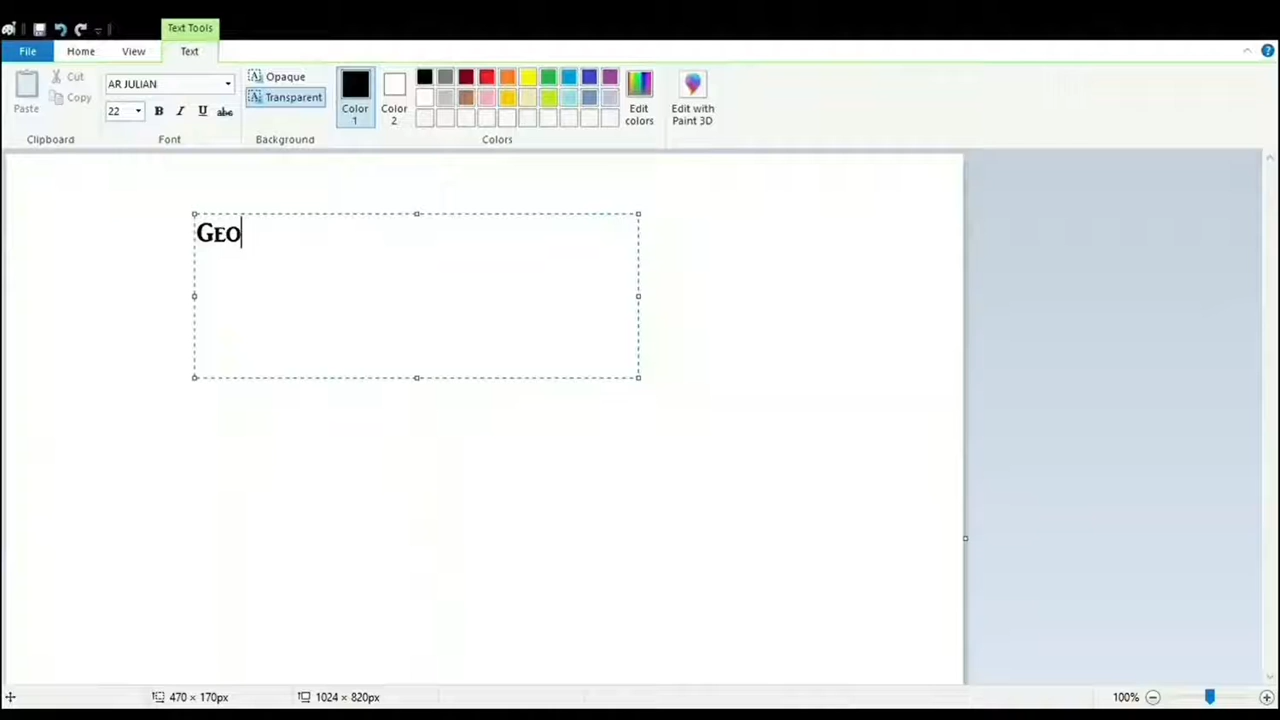 Text Tools
File Home View Text
Paste Cut Copy Clipboard
AR JULIAN
22 B I U abc
Font
Opaque
Transparent
Background
Color 1
Color 2
Edit colors
Colors
Edit with Paint 3D
GEO
470 × 170px 1024 × 820px 100%